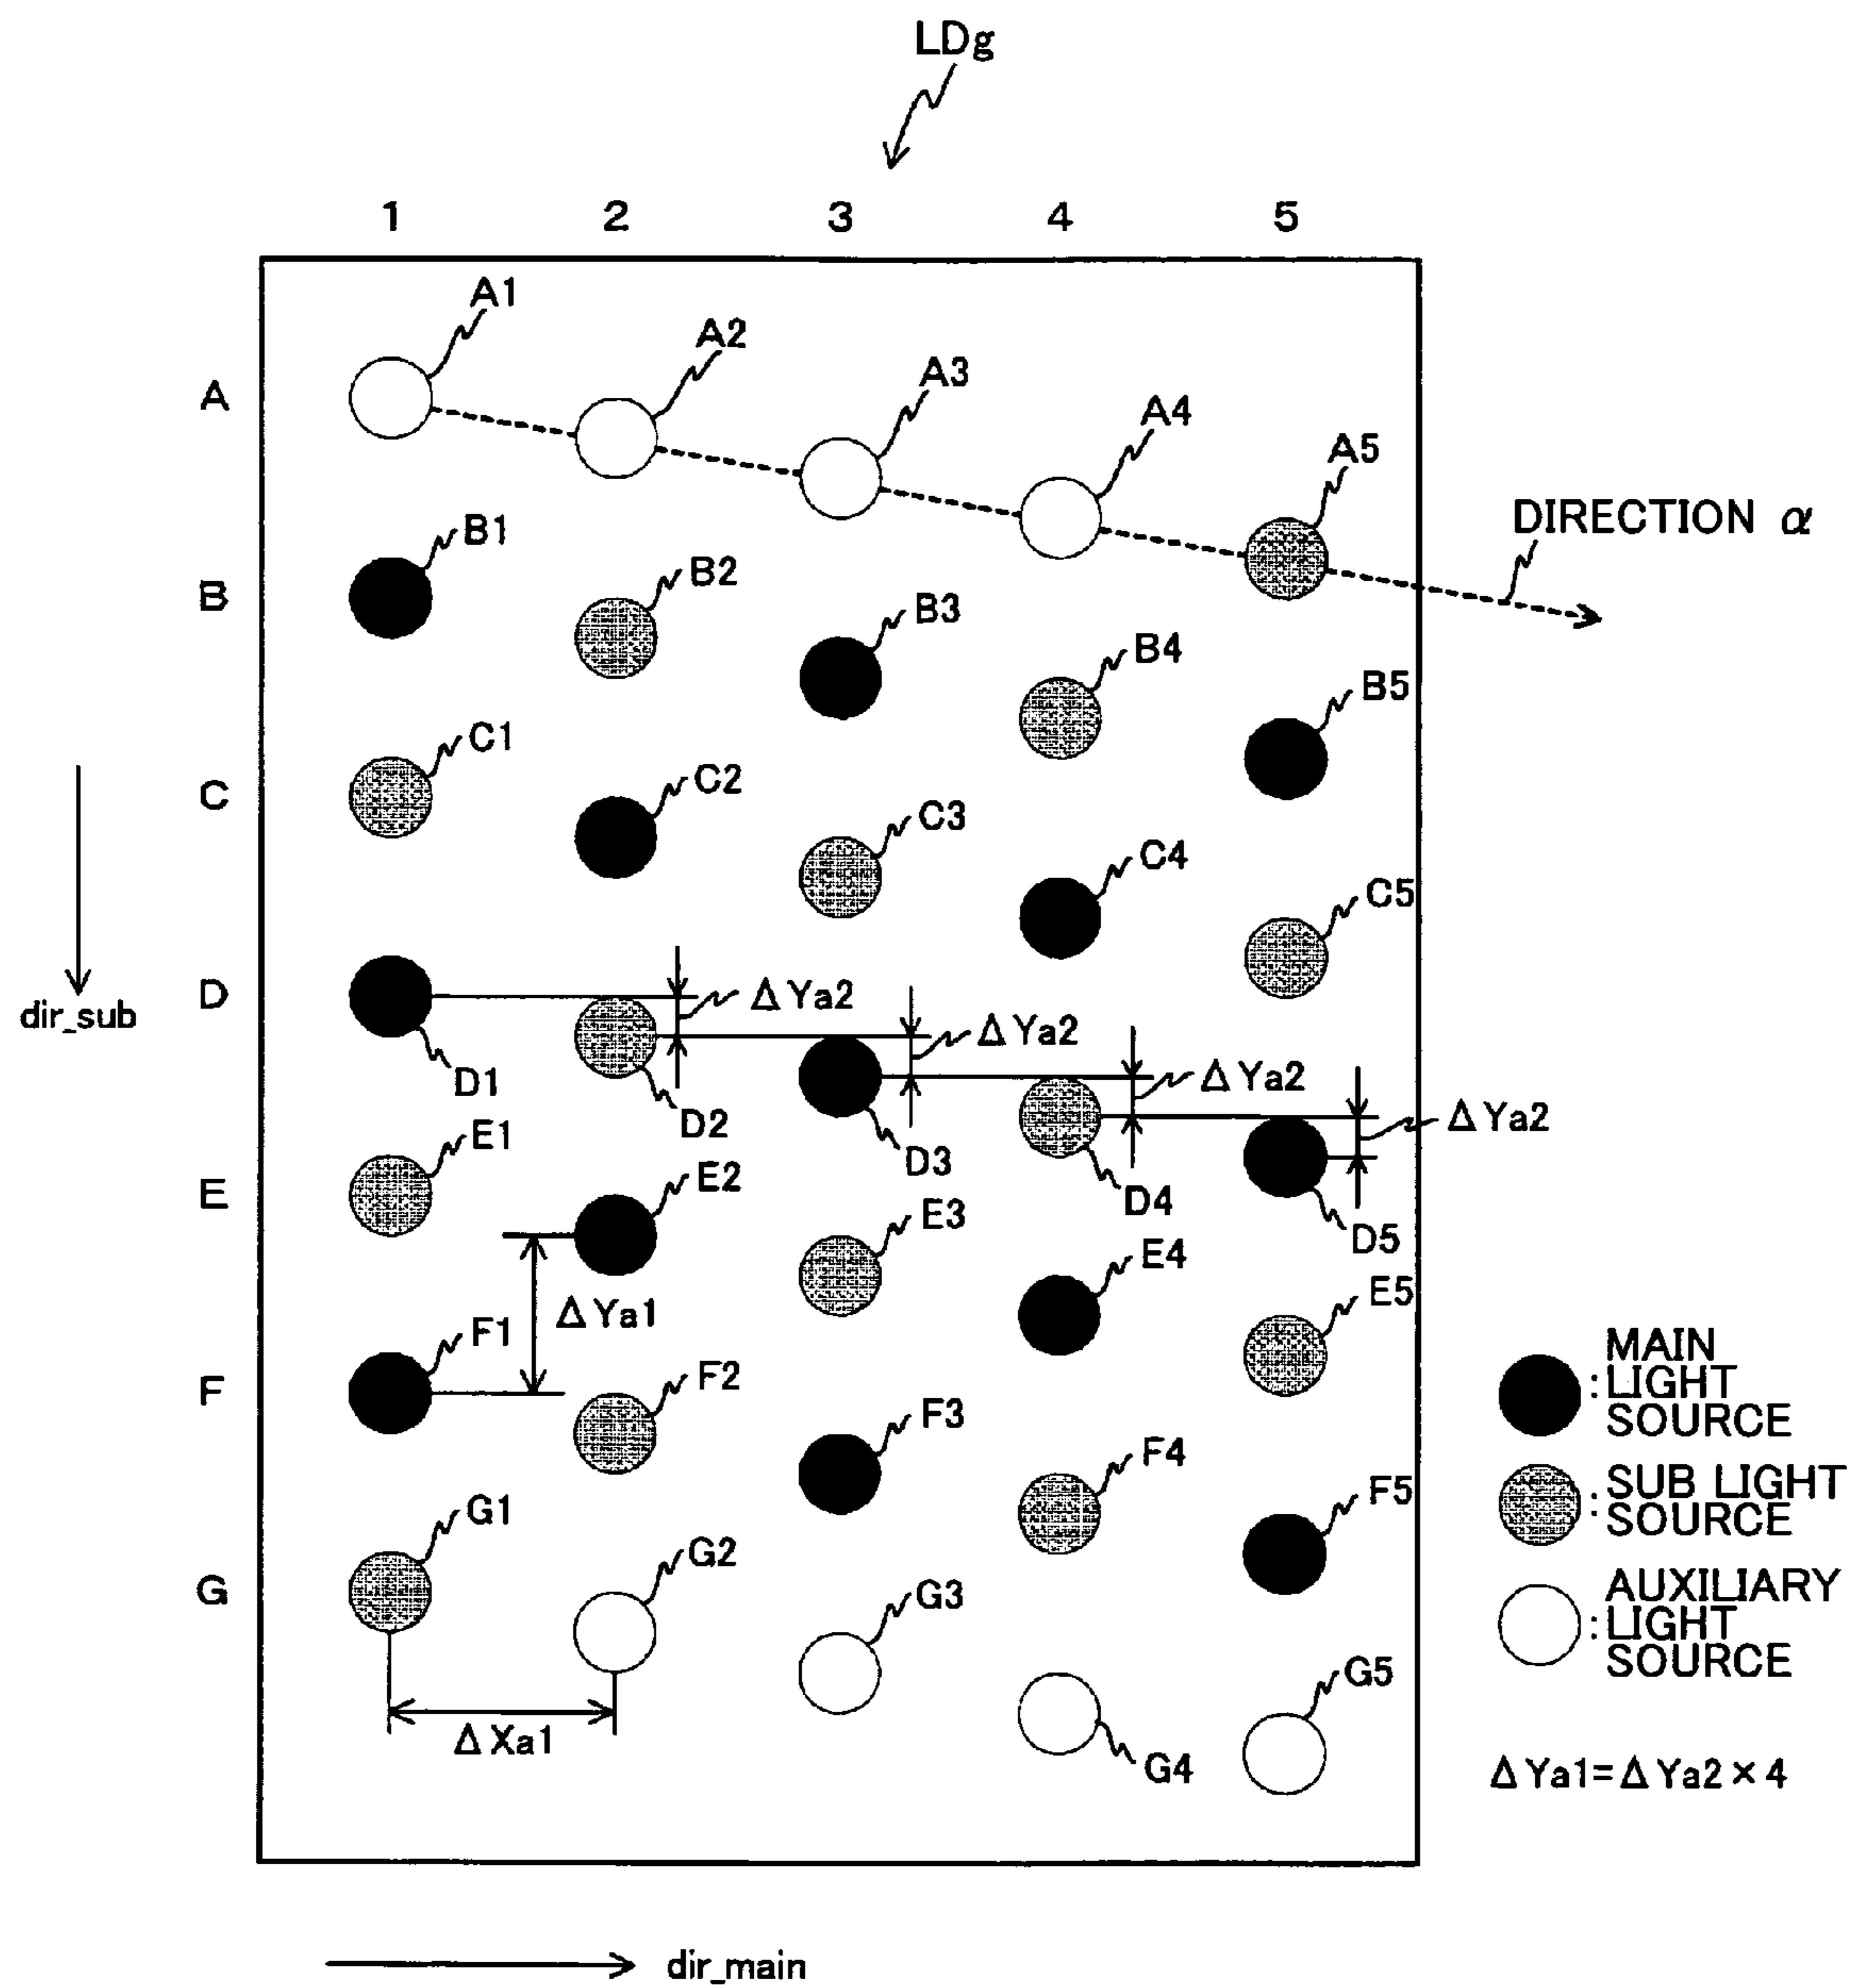 LDg
1 2 3 4 5
A1
A2
A3
A4
A5
A
DIRECTION α
B1
B2
B3
B4
B5
B
C1
C2
C3
C4
C5
C
D
ΔYa2
ΔYa2
ΔYa2
ΔYa2
dir_sub
D1
D2
D3
D4
D5
E1
E2
E3
E4
E5
E
ΔYa1
F1
F2
F3
F4
F5
F
MAIN
:LIGHT
SOURCE
:SUB LIGHT
SOURCE
AUXILIARY
:LIGHT
SOURCE
G1
G2
G3
G4
G5
G
ΔXa1
ΔYa1=ΔYa2×4
dir_main